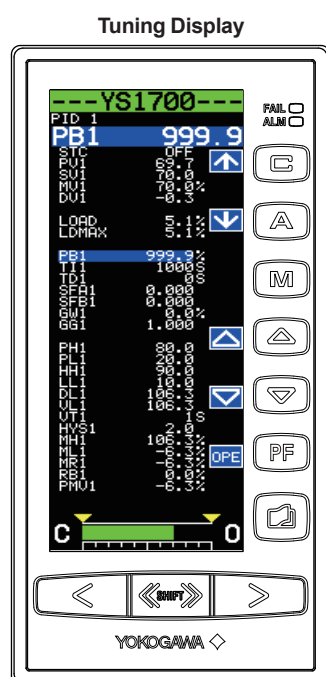 Tuning Display
---YS1700---
FAIL
ALM
PID 1
PB1 999.9
STC OFF
PV1 69.7
SV1 70.0
MV1 70.0%
DV1 -0.3
LOAD 5.1%
LDMAX 5.1%
PB1 999.9%
TI1 1000S
TD1 0S
SFA1 0.000
SFB1 0.000
GW1 0.0%
GG1 1.000
PH1 80.0
PL1 20.0
HH1 90.0
LL1 10.0
DL1 106.3
VL1 106.3
VT1 1S
HYS1 2.0
MH1 106.3%
ML1 -6.3%
MR1 -6.3%
RB1 0.0%
PMV1 -6.3%
OPE
C O
C
A
M
PF
SHIFT
YOKOGAWA